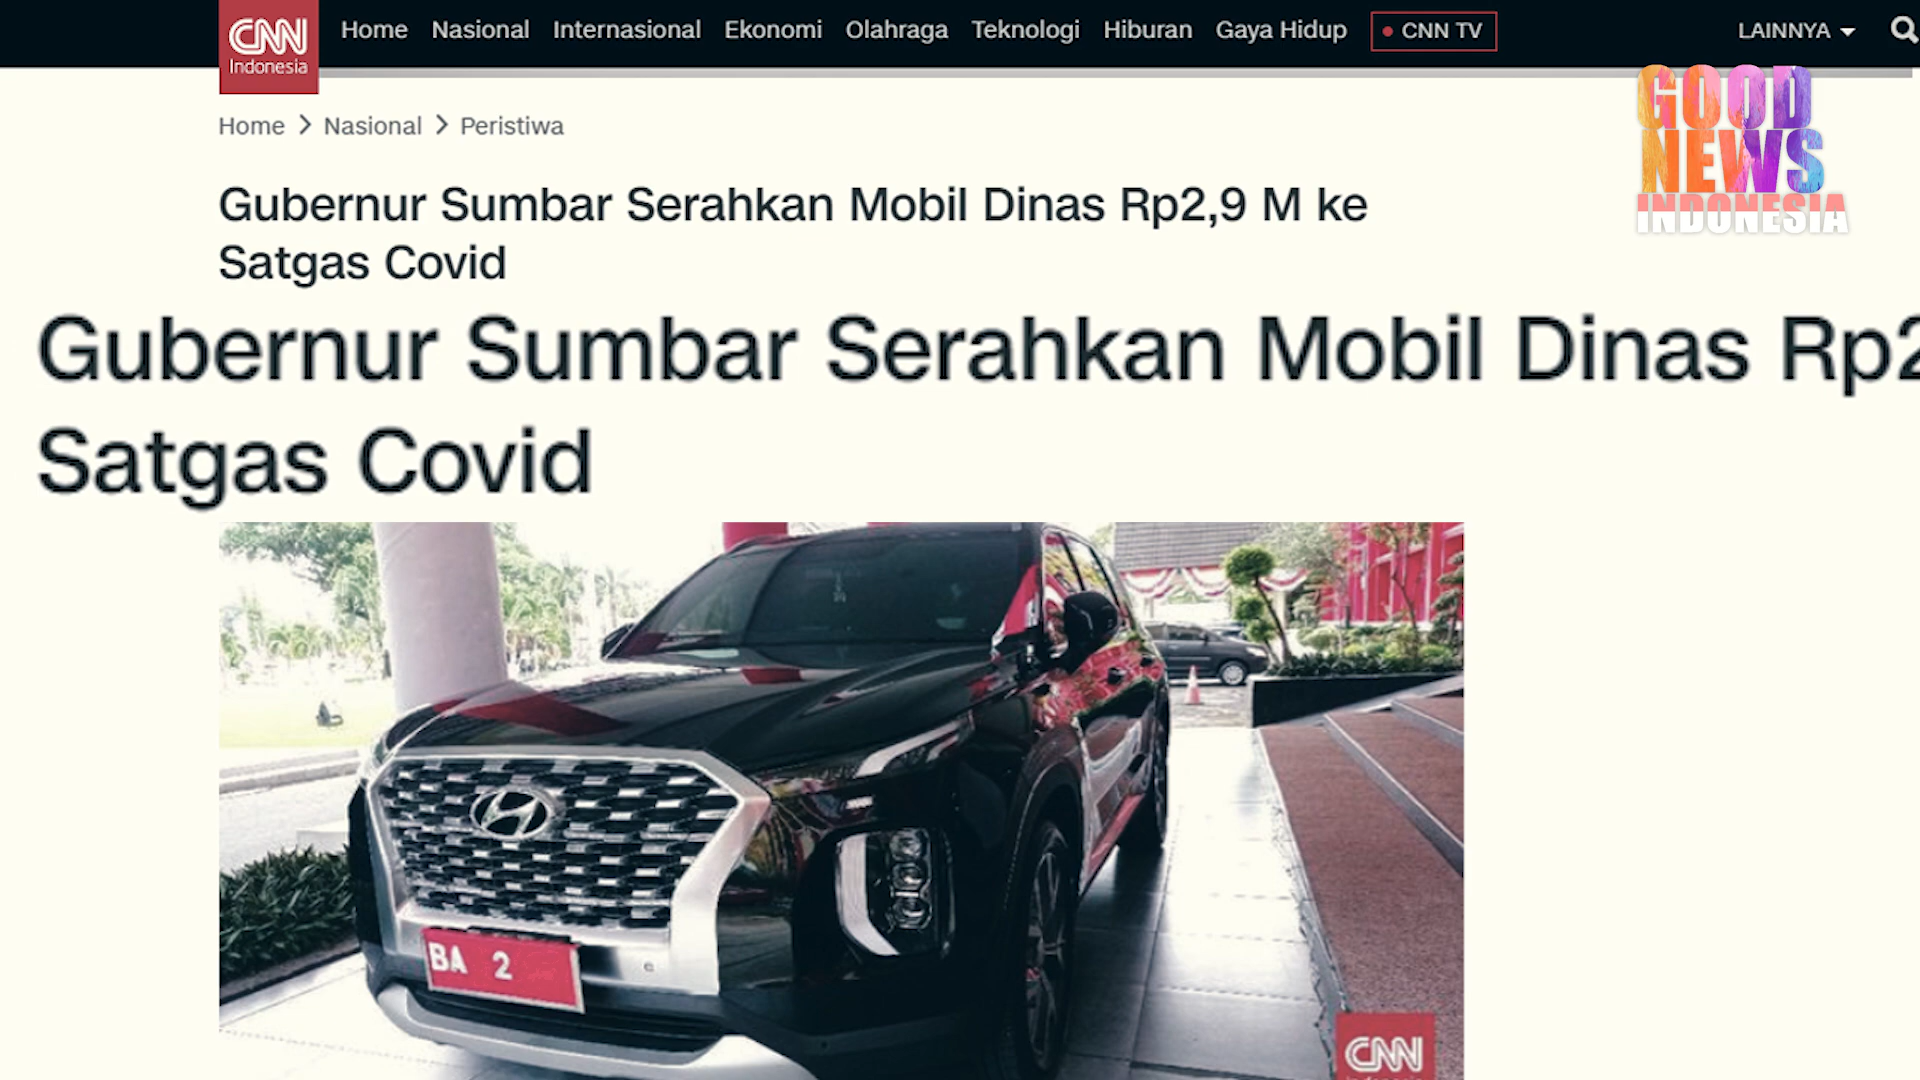 CNN
Indonesia
Home Nasional Internasional Ekonomi Olahraga Teknologi Hiburan Gaya Hidup CNN TV LAINNYA
GOOD
NEWS
INDONESIA
Home > Nasional > Peristiwa
Gubernur Sumbar Serahkan Mobil Dinas Rp2,9 M ke
Satgas Covid
Gubernur Sumbar Serahkan Mobil Dinas Rp2
Satgas Covid
BA 2
CNN